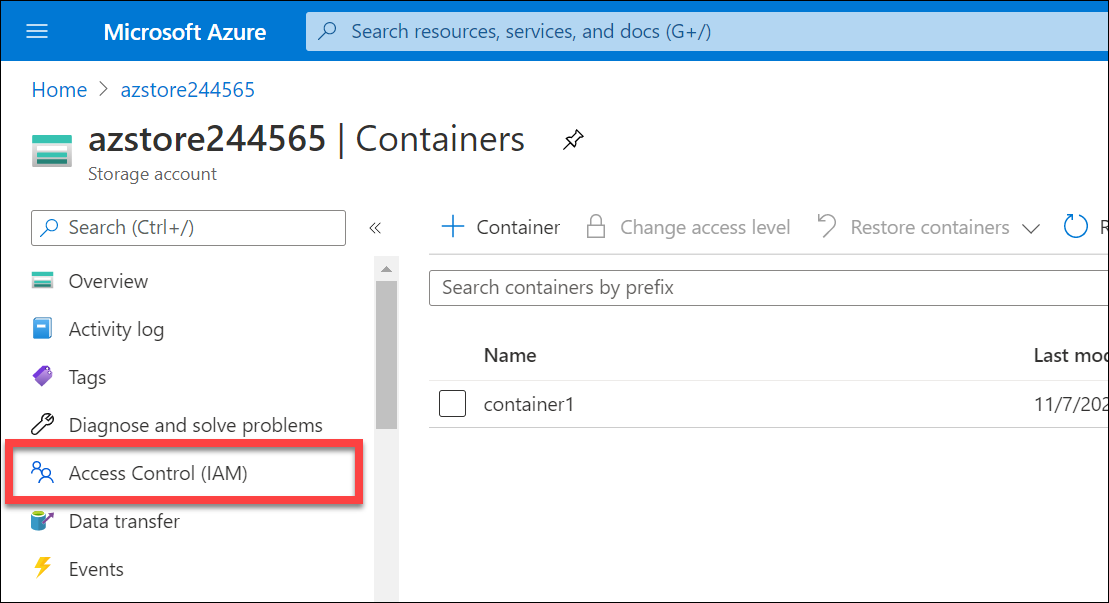 Microsoft Azure
Search resources, services, and docs (G+/)
Home > azstore244565
azstore244565 | Containers
Storage account
Search (Ctrl+/)
«
Container
Change access level
Restore containers
R
Search containers by prefix
Overview
Activity log
Tags
Diagnose and solve problems
Access Control (IAM)
Data transfer
Events
Name
Last mod
container1
11/7/202